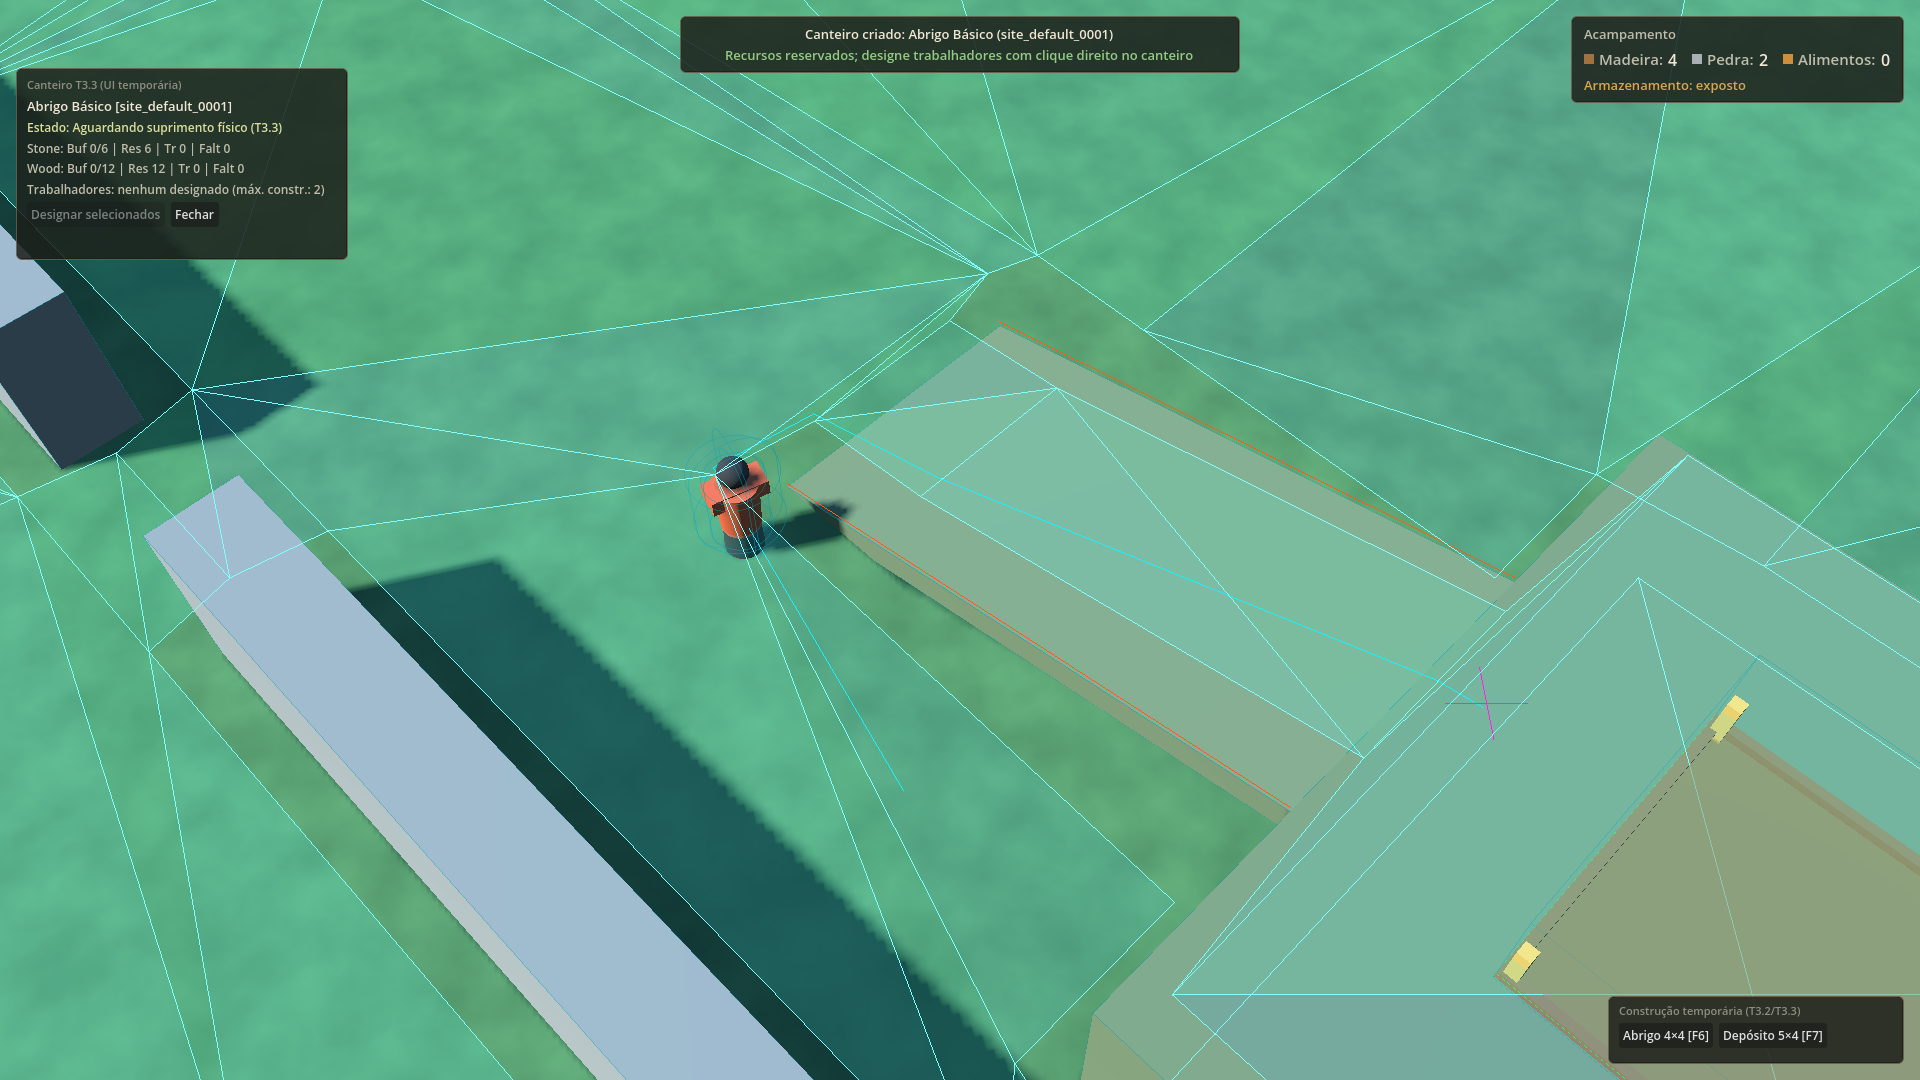 Canteiro criado: Abrigo Básico (site_default_0001)
Recursos reservados; designe trabalhadores com clique direito no canteiro
Acampamento
Madeira: 4 Pedra: 2 Alimentos: 0
Armazenamento: exposto
Canteiro T3.3 (UI temporária)
Abrigo Básico [site_default_0001]
Estado: Aguardando suprimento físico (T3.3)
Stone: Buf 0/6 | Res 6 | Tr 0 | Falt 0
Wood: Buf 0/12 | Res 12 | Tr 0 | Falt 0
Trabalhadores: nenhum designado (máx. constr.: 2)
Designar selecionados Fechar
Construção temporária (T3.2/T3.3)
Abrigo 4×4 [F6] Depósito 5×4 [F7]